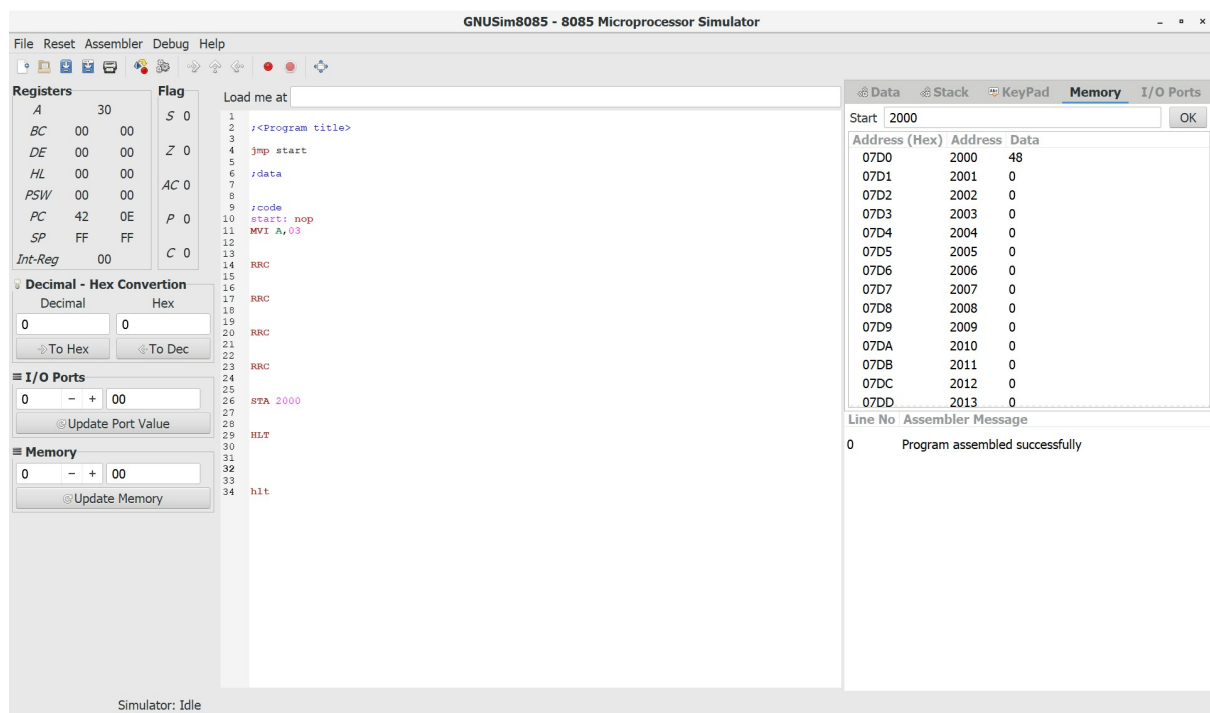 GNUSim8085 - 8085 Microprocessor Simulator
File Reset Assembler Debug Help
Registers
A 30
BC 00 00
DE 00 00
HL 00 00
PSW 00 00
PC 42 0E
SP FF FF
Int-Reg 00
Flag
S 0
Z 0
AC 0
P 0
C 0
Decimal - Hex Convertion
Decimal Hex
0 0
To Hex To Dec
I/O Ports
0 - + 00
Update Port Value
Memory
0 - + 00
Update Memory
Load me at
1
2 ;<Program title>
3
4 jmp start
5
6 ;data
7
8
9 ;code
10 start: nop
11 MVI A,03
12
13
14 RRC
15
16
17 RRC
18
19
20 RRC
21
22
23 RRC
24
25
26 STA 2000
27
28
29 HLT
30
31
32
33
34 hlt
Data Stack KeyPad Memory I/O Ports
Start 2000 OK
Address (Hex) Address Data
07D0 2000 48
07D1 2001 0
07D2 2002 0
07D3 2003 0
07D4 2004 0
07D5 2005 0
07D6 2006 0
07D7 2007 0
07D8 2008 0
07D9 2009 0
07DA 2010 0
07DB 2011 0
07DC 2012 0
07DD 2013 0
Line No Assembler Message
0 Program assembled successfully
Simulator: Idle